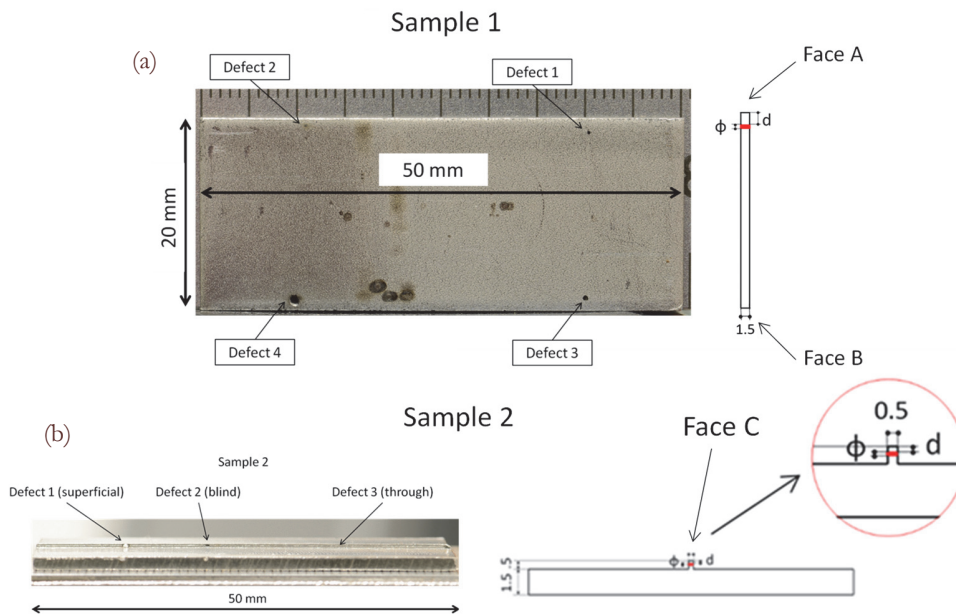 Sample 1
(a)
Defect 2
Defect 1
Face A
ϕ
d
50 mm
20 mm
1.5
Defect 4
Defect 3
Face B
Sample 2
(b)
Face C
0.5
ϕ
d
Sample 2
Defect 1 (superficial)
Defect 2 (blind)
Defect 3 (through)
ϕ
d
1.5 .5
50 mm